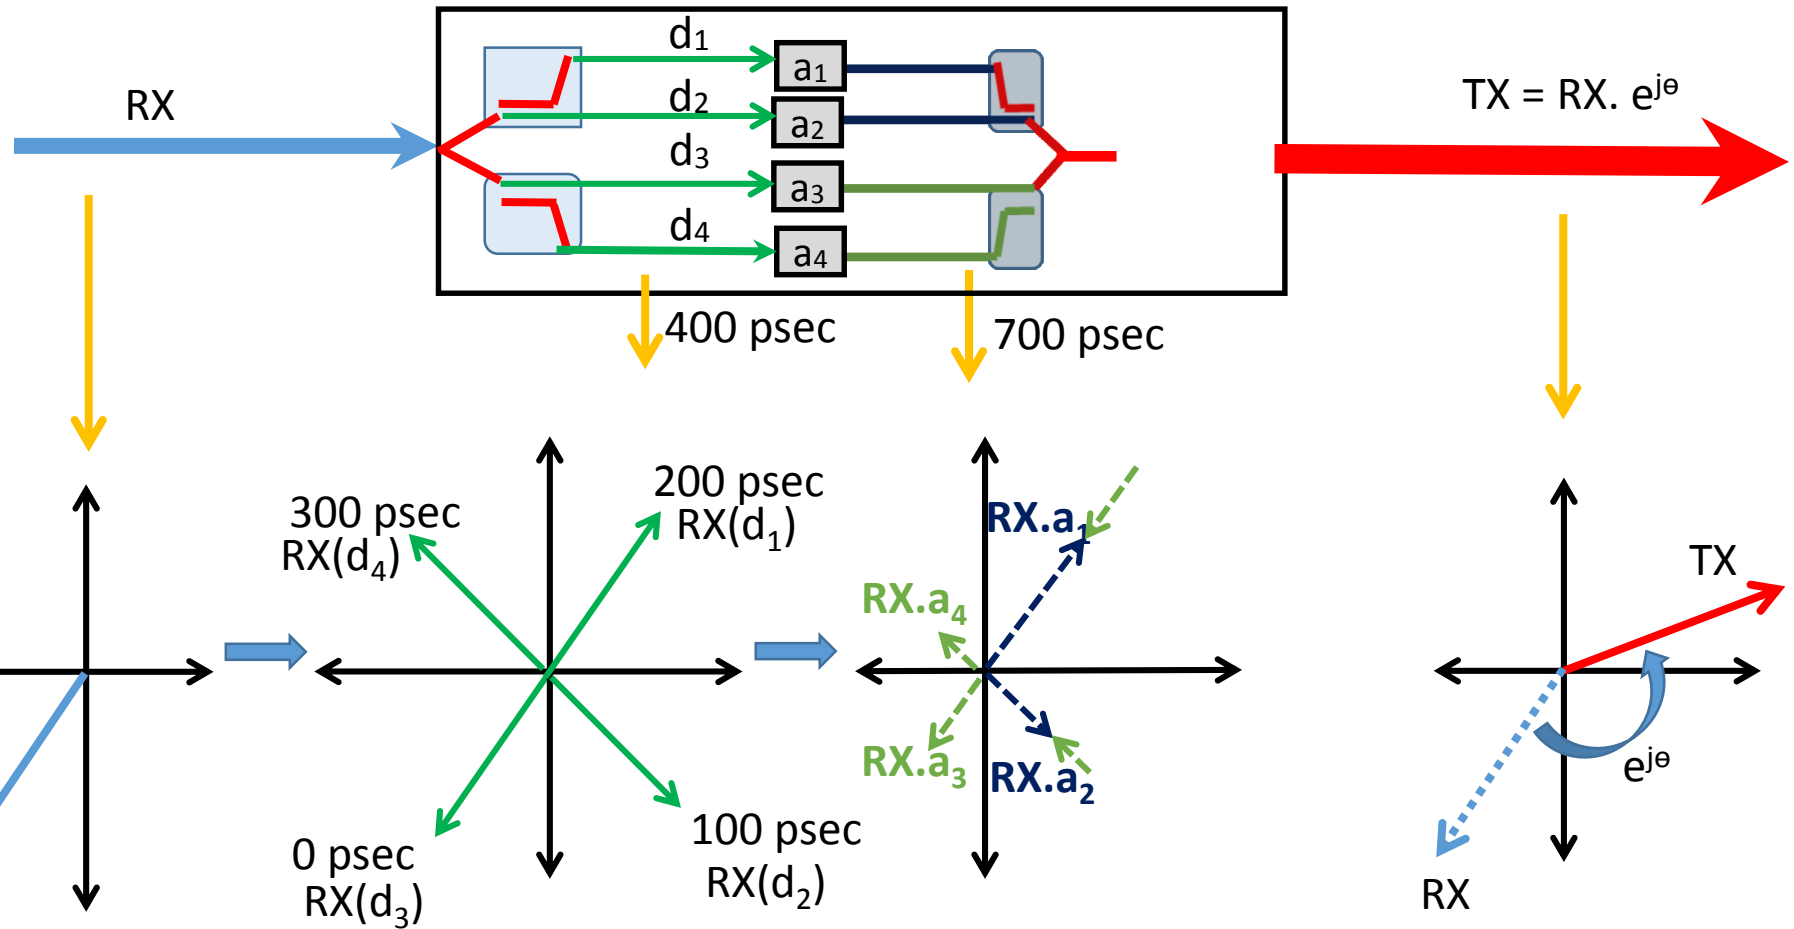 RX
d1
d2
d3
d4
a1
a2
a3
a4
TX = RX. e^jɵ
400 psec
700 psec
300 psec
RX(d4)
200 psec
RX(d1)
0 psec
RX(d3)
100 psec
RX(d2)
RX.a1
RX.a4
RX.a3
RX.a2
TX
e^jɵ
RX